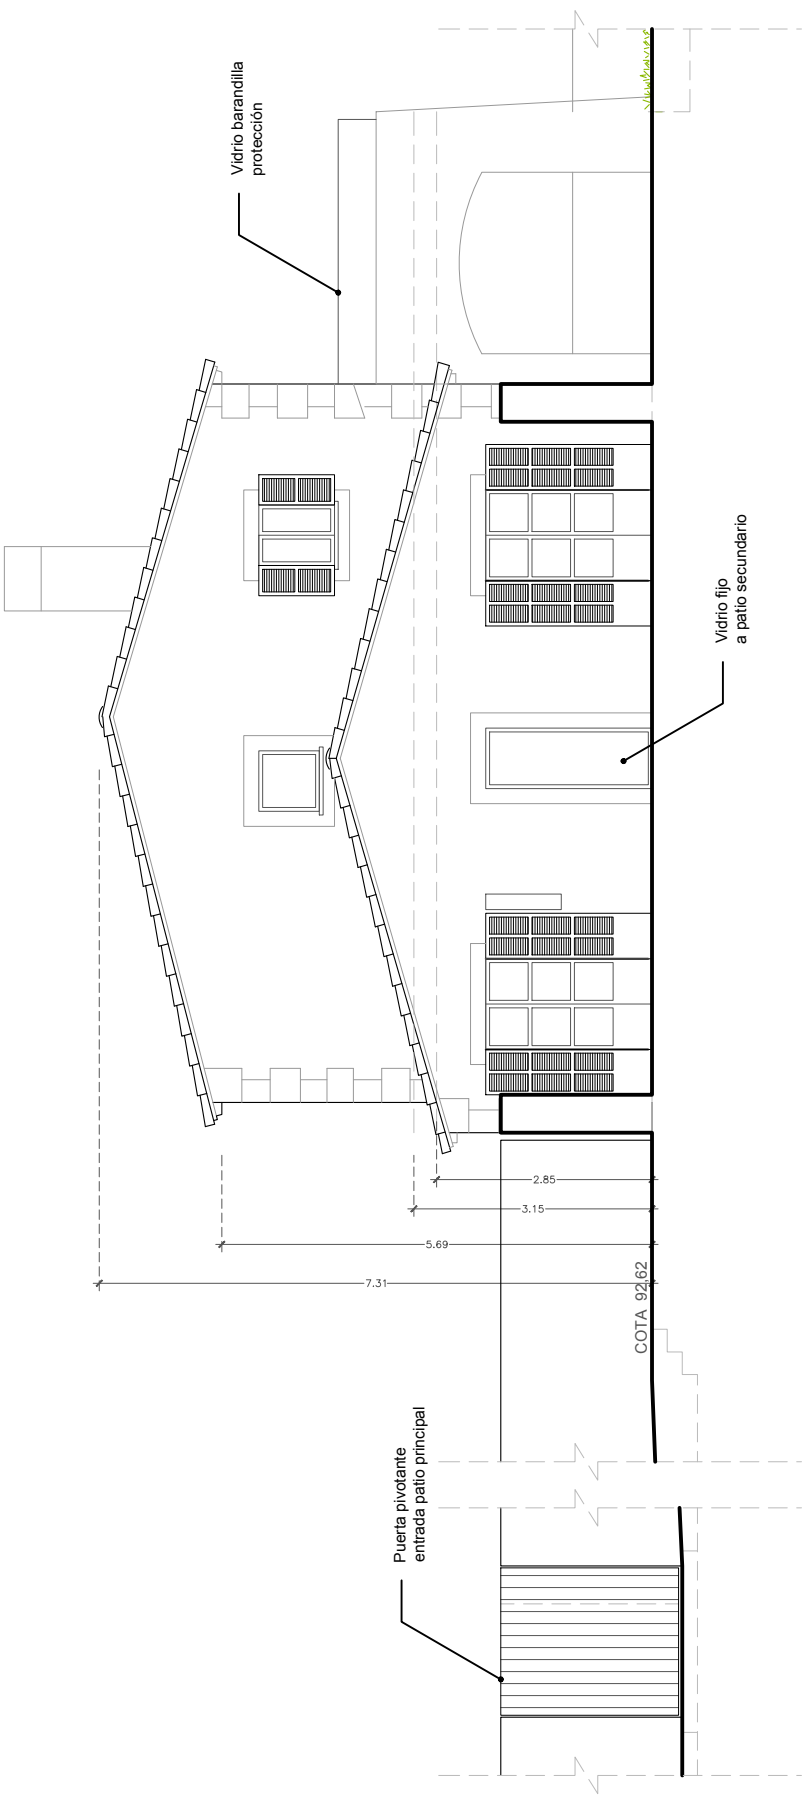 Vidrio barandilla
protección
Vidrio fijo
a patio secundario
2.85
3.15
5.69
7.31
COTA 92,62
Puerta pivotante
entrada patio principal